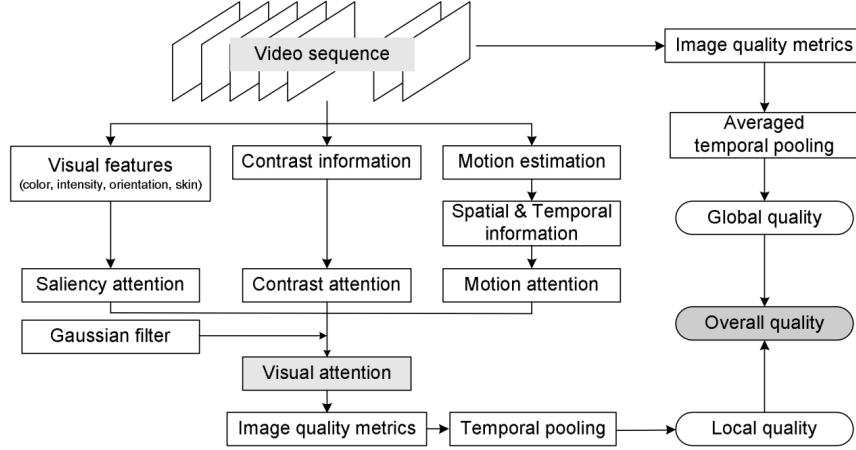 Video sequence
Image quality metrics
Averaged
temporal pooling
Visual features
(color, intensity, orientation, skin)
Contrast information
Motion estimation
Spatial & Temporal
information
Global quality
Saliency attention
Contrast attention
Motion attention
Overall quality
Gaussian filter
Visual attention
Image quality metrics
Temporal pooling
Local quality